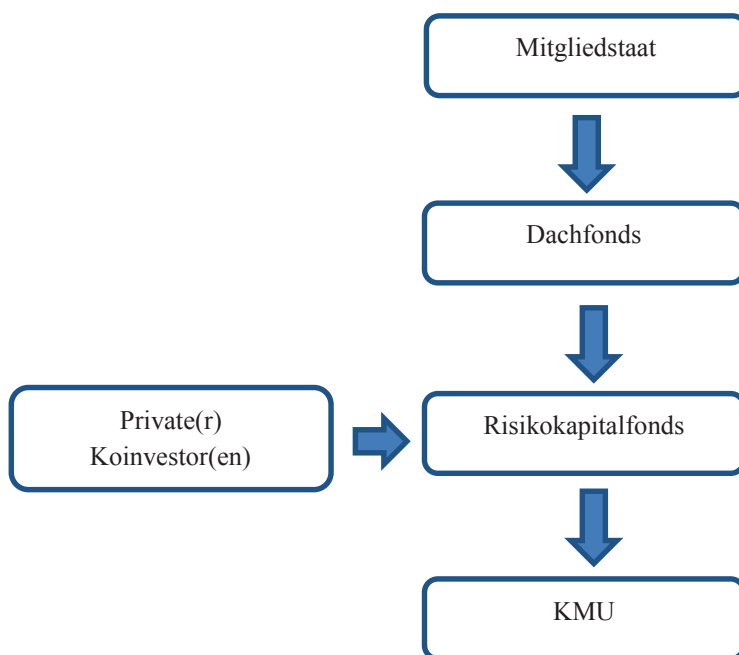 Mitgliedstaat
Dachfonds
Private(r)
Koinvestor(en)
Risikokapitalfonds
KMU